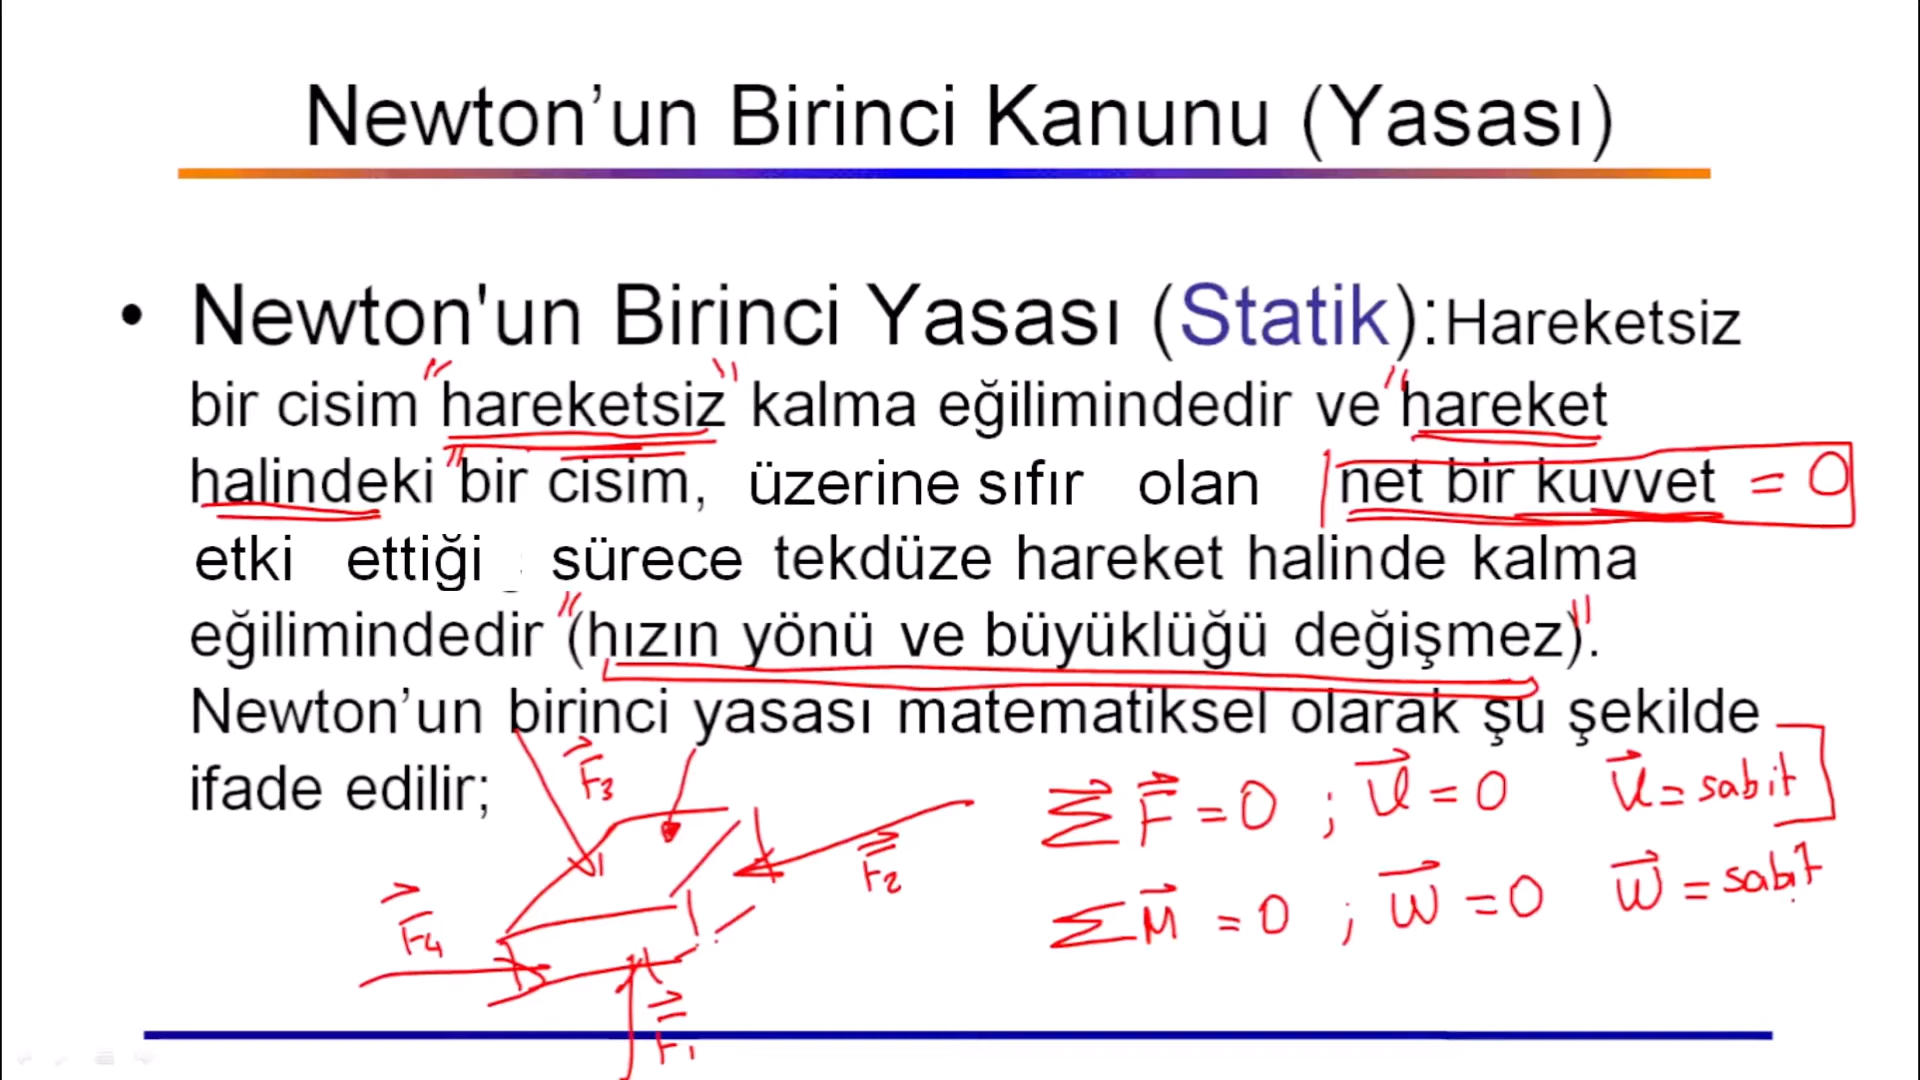 Newton’un Birinci Kanunu (Yasası)
• Newton'un Birinci Yasası (Statik):Hareketsiz
bir cisim "hareketsiz" kalma eğilimindedir ve "hareket
halindeki" bir cisim, üzerine sıfır olan net bir kuvvet = 0
etki ettiği sürece tekdüze hareket halinde kalma
eğilimindedir "(hızın yönü ve büyüklüğü değişmez)".
Newton’un birinci yasası matematiksel olarak şu şekilde
ifade edilir;
F3
F2
F4
F1
ΣF = 0 ; U = 0 U = sabit
ΣM = 0 ; W = 0 W = sabit